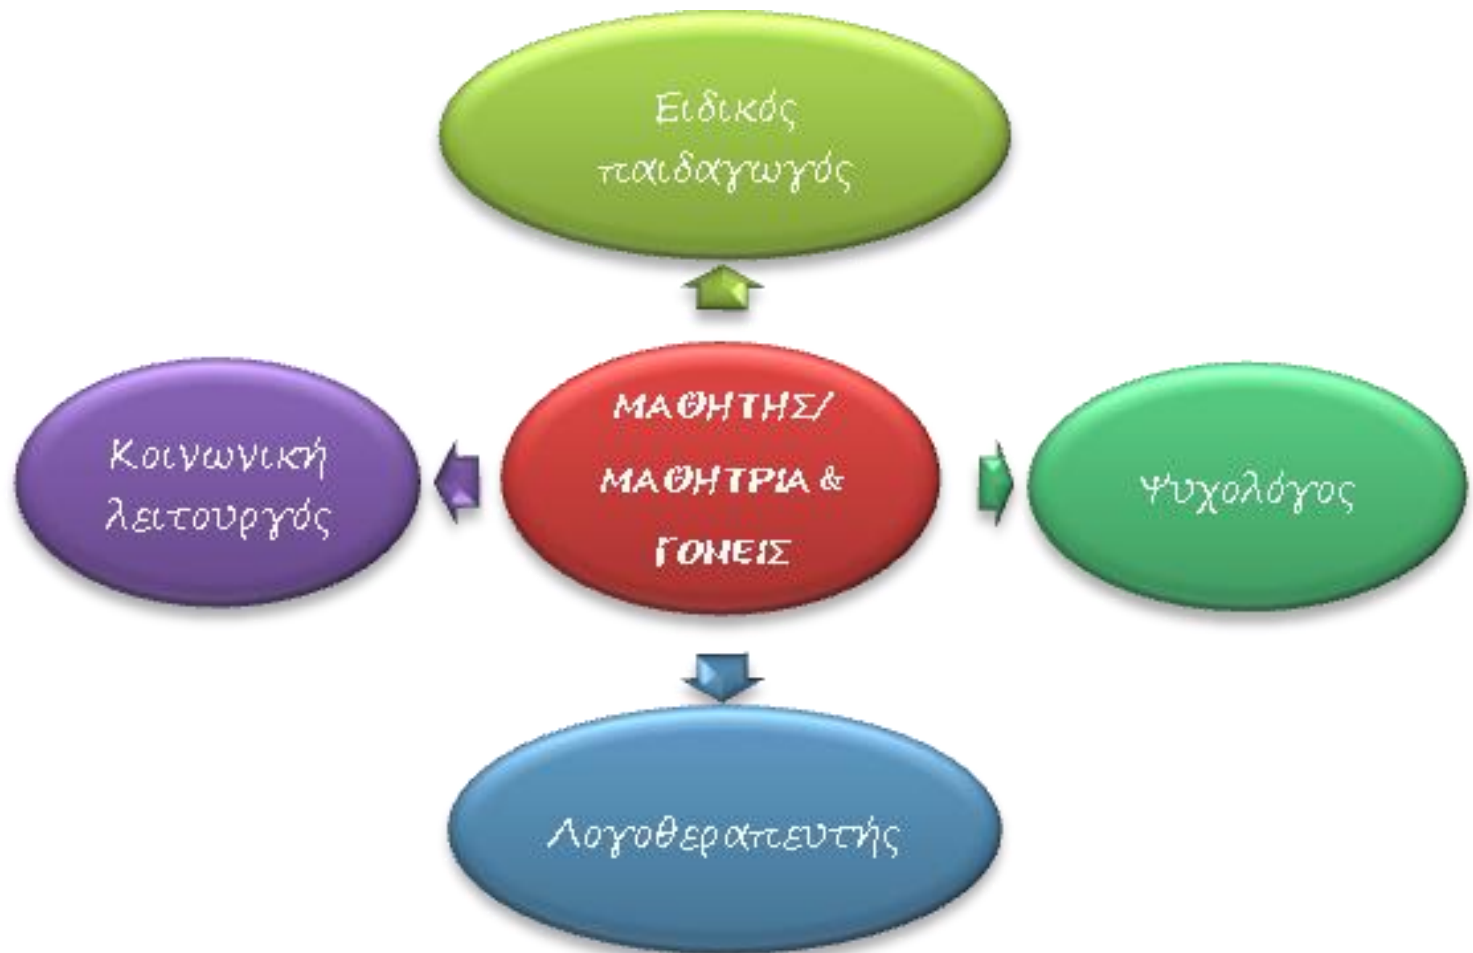 Ειδικός
παιδαγωγός
Κοινωνική
λειτουργός
ΜΑΘΗΤΗΣ/
ΜΑΘΗΤΡΙΑ &
ΓΟΝΕΙΣ
Ψυχολόγος
Λογοθεραπευτής